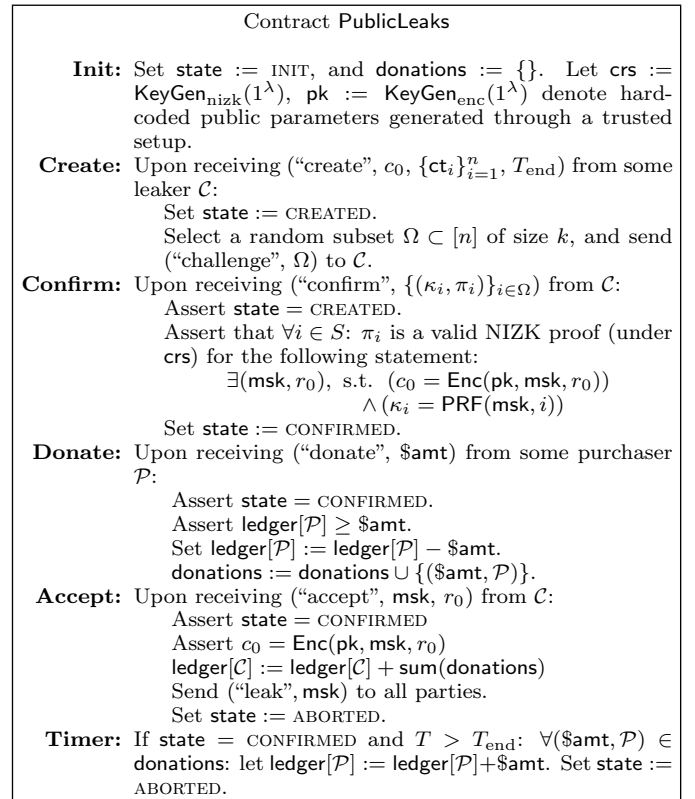 Contract PublicLeaks
Init: Set state := INIT, and donations := {}. Let crs :=
KeyGen_nizk(1^λ), pk := KeyGen_enc(1^λ) denote hard-
coded public parameters generated through a trusted
setup.
Create: Upon receiving (“create”, c₀, {ct_i}_{i=1}^n, T_end) from some
leaker 𝒞:
Set state := CREATED.
Select a random subset Ω ⊂ [n] of size k, and send
(“challenge”, Ω) to 𝒞.
Confirm: Upon receiving (“confirm”, {(κ_i, π_i)}_{i∈Ω}) from 𝒞:
Assert state = CREATED.
Assert that ∀i ∈ S: π_i is a valid NIZK proof (under
crs) for the following statement:
∃(msk, r₀), s.t. (c₀ = Enc(pk, msk, r₀))
∧ (κ_i = PRF(msk, i))
Set state := CONFIRMED.
Donate: Upon receiving (“donate”, $amt) from some purchaser
𝒫:
Assert state = CONFIRMED.
Assert ledger[𝒫] ≥ $amt.
Set ledger[𝒫] := ledger[𝒫] − $amt.
donations := donations ∪ {($amt, 𝒫)}.
Accept: Upon receiving (“accept”, msk, r₀) from 𝒞:
Assert state = CONFIRMED
Assert c₀ = Enc(pk, msk, r₀)
ledger[𝒞] := ledger[𝒞] + sum(donations)
Send (“leak”, msk) to all parties.
Set state := ABORTED.
Timer: If state = CONFIRMED and T > T_end: ∀($amt, 𝒫) ∈
donations: let ledger[𝒫] := ledger[𝒫]+$amt. Set state :=
ABORTED.